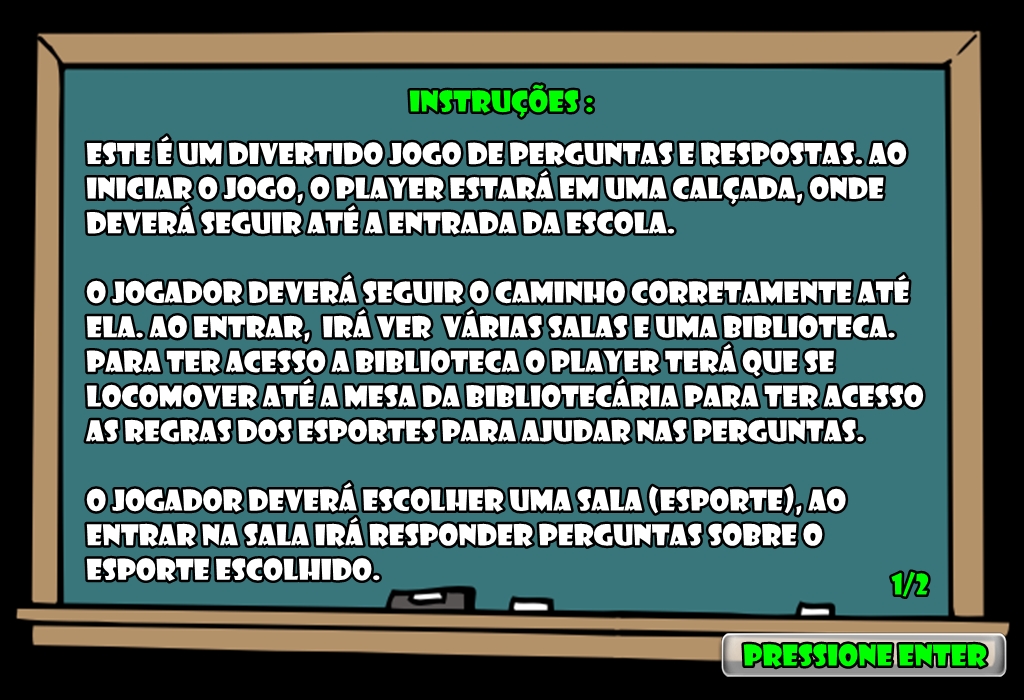 INSTRUÇÕES :
ESTE É UM DIVERTIDO JOGO DE PERGUNTAS E RESPOSTAS. AO
INICIAR O JOGO, O PLAYER ESTARÁ EM UMA CALÇADA, ONDE
DEVERÁ SEGUIR ATÉ A ENTRADA DA ESCOLA.
O JOGADOR DEVERÁ SEGUIR O CAMINHO CORRETAMENTE ATÉ
ELA. AO ENTRAR, IRÁ VER VÁRIAS SALAS E UMA BIBLIOTECA.
PARA TER ACESSO A BIBLIOTECA O PLAYER TERÁ QUE SE
LOCOMOVER ATÉ A MESA DA BIBLIOTECÁRIA PARA TER ACESSO
AS REGRAS DOS ESPORTES PARA AJUDAR NAS PERGUNTAS.
O JOGADOR DEVERÁ ESCOLHER UMA SALA (ESPORTE), AO
ENTRAR NA SALA IRÁ RESPONDER PERGUNTAS SOBRE O
ESPORTE ESCOLHIDO.
1/2
PRESSIONE ENTER